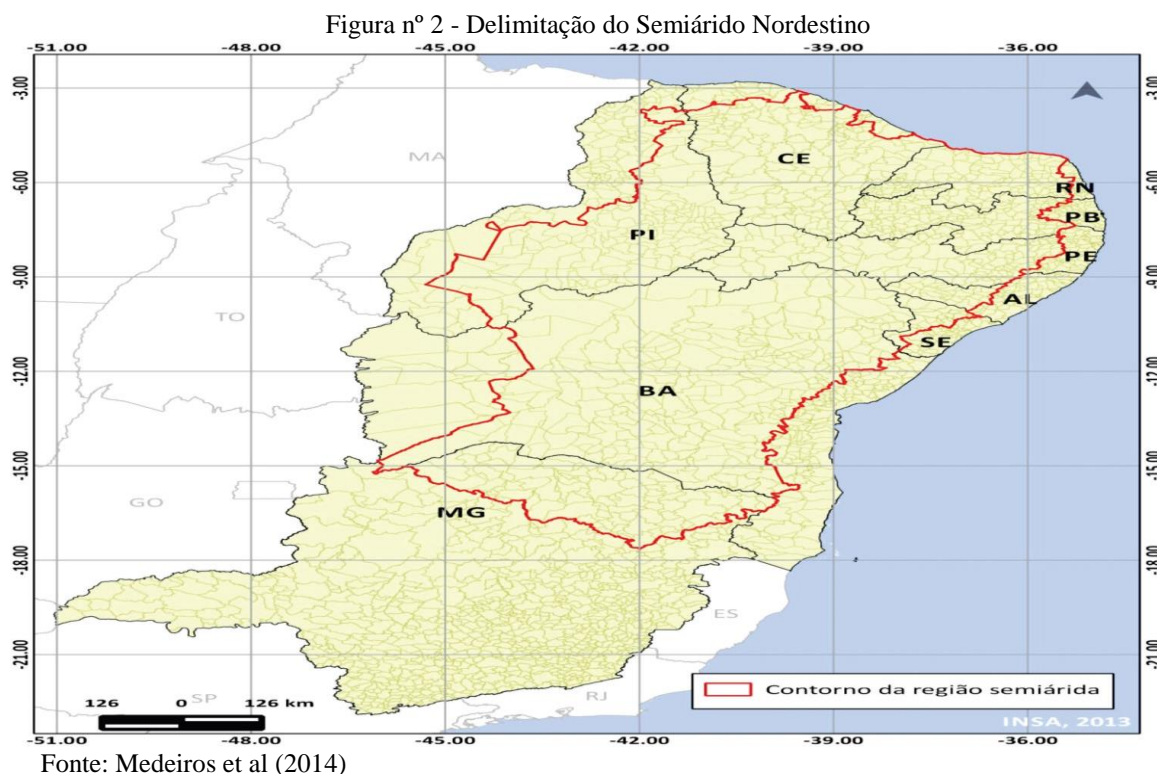 Figura nº 2 - Delimitação do Semiárido Nordestino
-51.00 -48.00 -45.00 -42.00 -39.00 -36.00
-3.00 -3.00
MA
CE
-6.00 -6.00
RN
PB
PI
PE
-9.00 -9.00
AL
TO
SE
-12.00 -12.00
BA
-15.00 -15.00
GO
MG
-18.00 -18.00
ES
-21.00 -21.00
Contorno da região semiárida
SP
RJ
126 0 126 km
INSA, 2013
-51.00 -48.00 -45.00 -42.00 -39.00 -36.00
Fonte: Medeiros et al (2014)